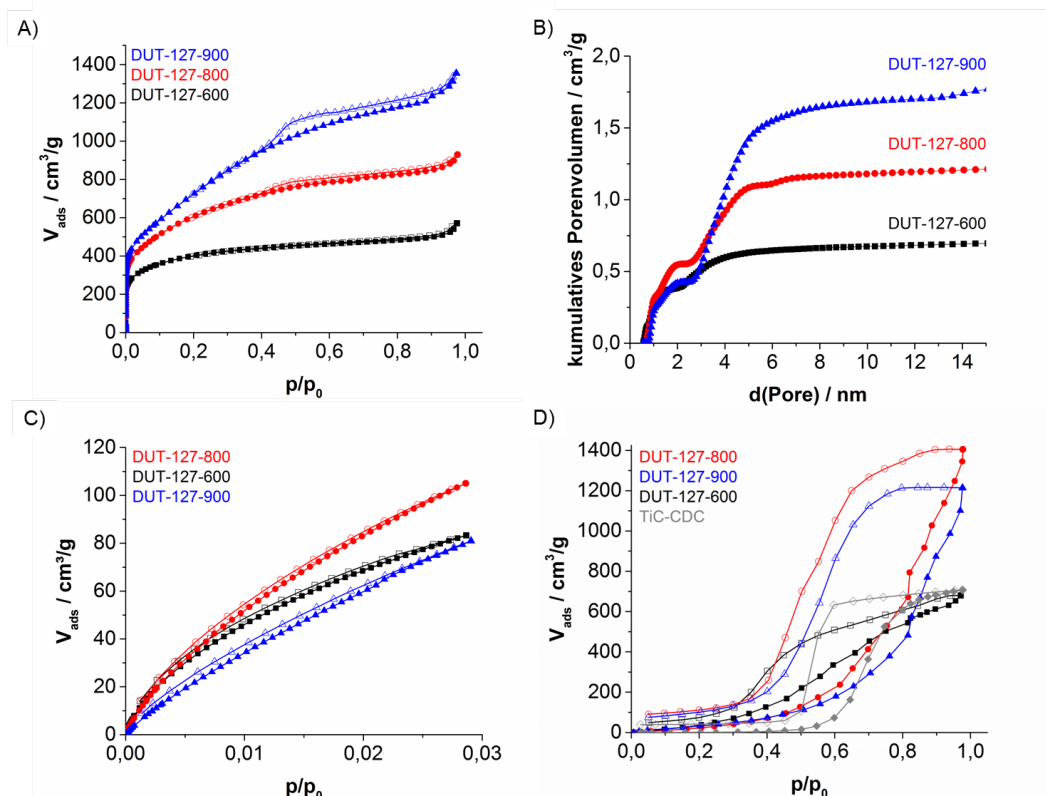 A)
DUT-127-900
DUT-127-800
DUT-127-600
V_ads / cm³/g
1400
1200
1000
800
600
400
200
0
0,0 0,2 0,4 0,6 0,8 1,0
p/p₀
B)
kumulatives Porenvolumen / cm³/g
2,0
1,5
1,0
0,5
0,0
DUT-127-900
DUT-127-800
DUT-127-600
0 2 4 6 8 10 12 14
d(Pore) / nm
C)
DUT-127-800
DUT-127-600
DUT-127-900
V_ads / cm³/g
120
100
80
60
40
20
0
0,00 0,01 0,02 0,03
p/p₀
D)
DUT-127-800
DUT-127-900
DUT-127-600
TiC-CDC
V_ads / cm³/g
1400
1200
1000
800
600
400
200
0
0,0 0,2 0,4 0,6 0,8 1,0
p/p₀